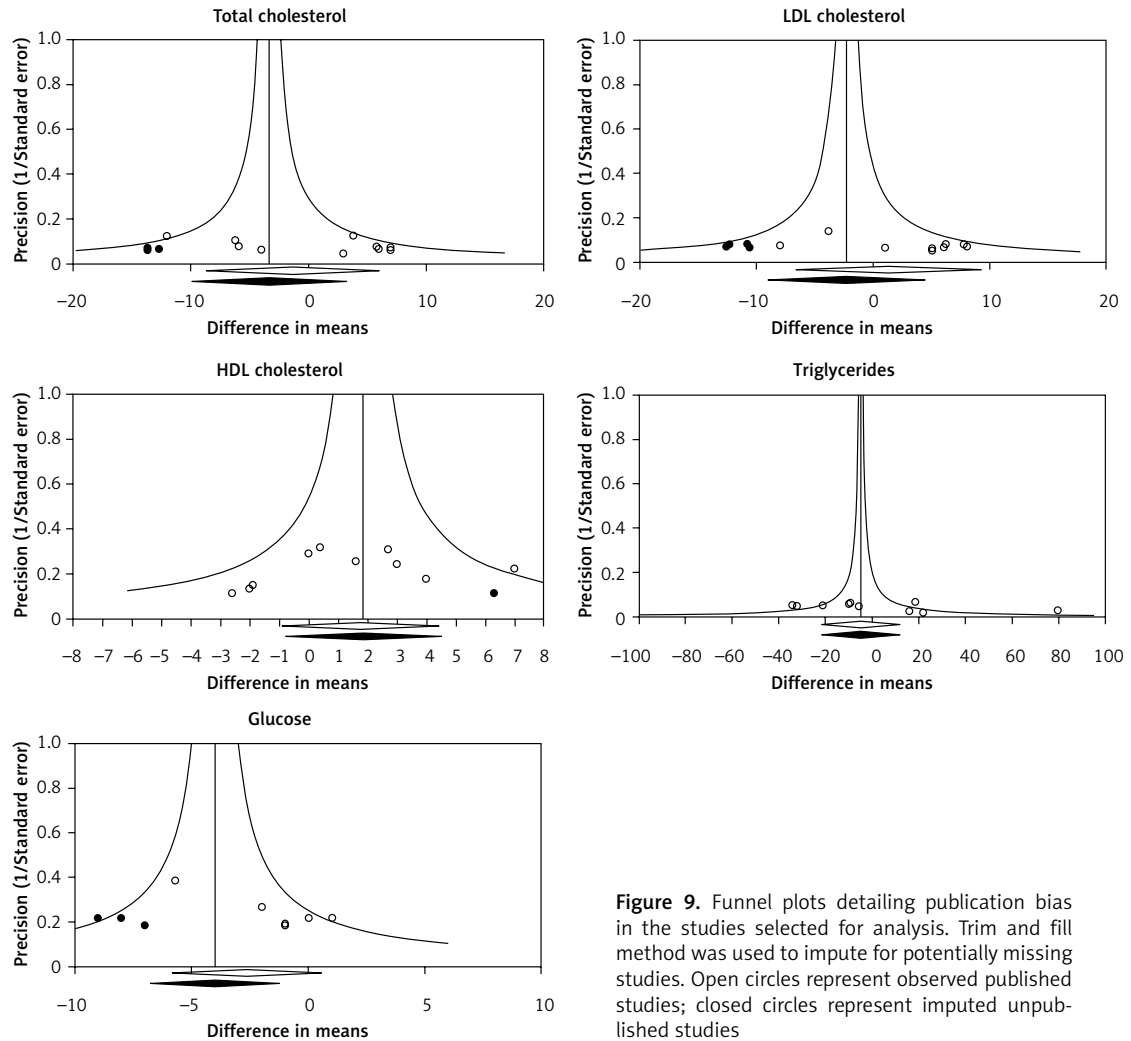 Total cholesterol
Precision (1/Standard error)
1.0
0.8
0.6
0.4
0.2
0
–20 –10 0 10 20
Difference in means
LDL cholesterol
Precision (1/Standard error)
1.0
0.8
0.6
0.4
0.2
0
–20 –10 0 10 20
Difference in means
HDL cholesterol
Precision (1/Standard error)
1.0
0.8
0.6
0.4
0.2
0
–8 –7 –6 –5 –4 –3 –2 –1 0 1 2 3 4 5 6 7 8
Difference in means
Triglycerides
Precision (1/Standard error)
1.0
0.8
0.6
0.4
0.2
0
–100 –80 –60 –40 –20 0 20 40 60 80 100
Difference in means
Glucose
Precision (1/Standard error)
1.0
0.8
0.6
0.4
0.2
0
–10 –5 0 5 10
Difference in means
Figure 9. Funnel plots detailing publication bias
in the studies selected for analysis. Trim and fill
method was used to impute for potentially missing
studies. Open circles represent observed published
studies; closed circles represent imputed unpub-
lished studies